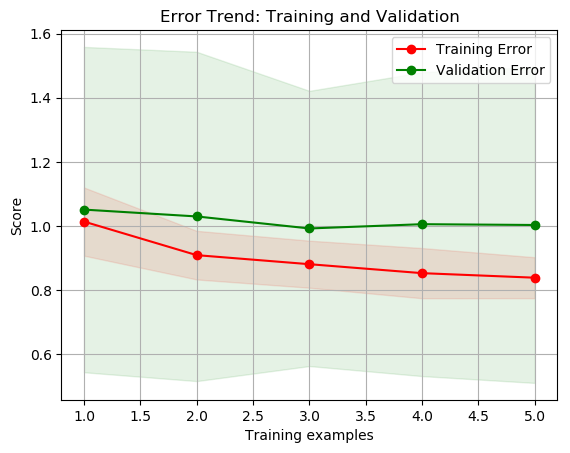 Error Trend: Training and Validation
Training Error
Validation Error
Score
1.6
1.4
1.2
1.0
0.8
0.6
1.0 1.5 2.0 2.5 3.0 3.5 4.0 4.5 5.0
Training examples